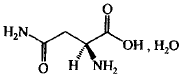 O
H₂N
OH , H₂O
O
H NH₂